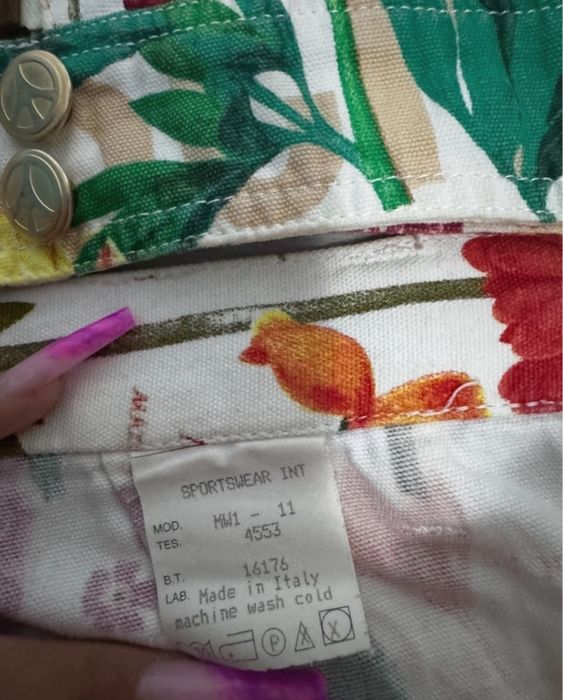 SPORTSWEAR INT
MOD. MW1 - 11
TES. 4553
B.T. 16176
LAB. Made in Italy
machine wash cold
P